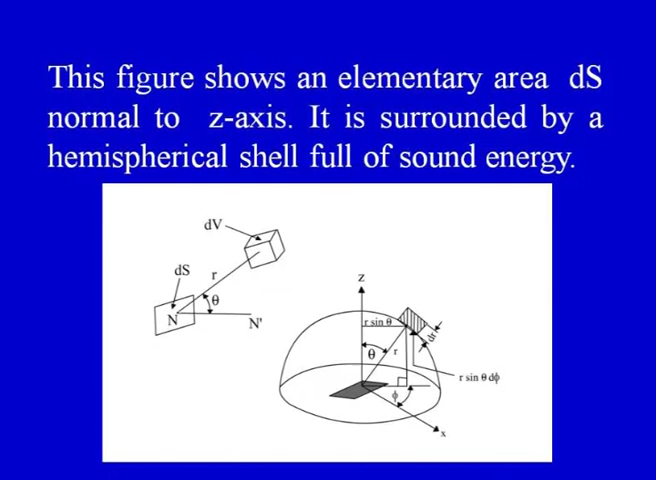 This figure shows an elementary area dS
normal to z-axis. It is surrounded by a
hemispherical shell full of sound energy.
dV
dS
r
θ
N
N'
z
r sin θ
dr
θ
r
r sin θ dϕ
ϕ
x